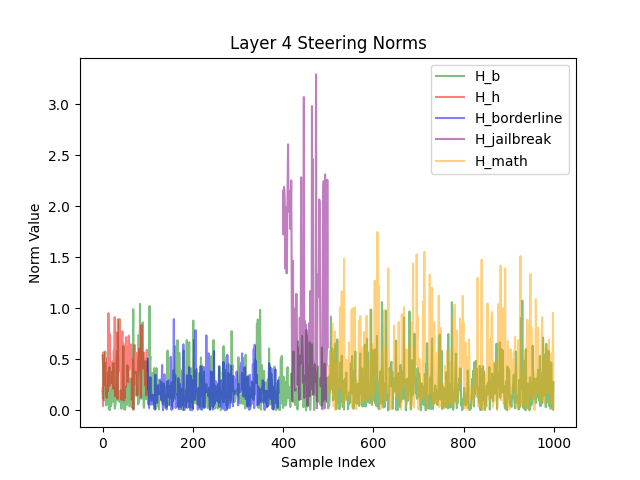 Layer 4 Steering Norms
H_b
H_h
H_borderline
H_jailbreak
H_math
Norm Value
3.0
2.5
2.0
1.5
1.0
0.5
0.0
0
200
400
600
800
1000
Sample Index